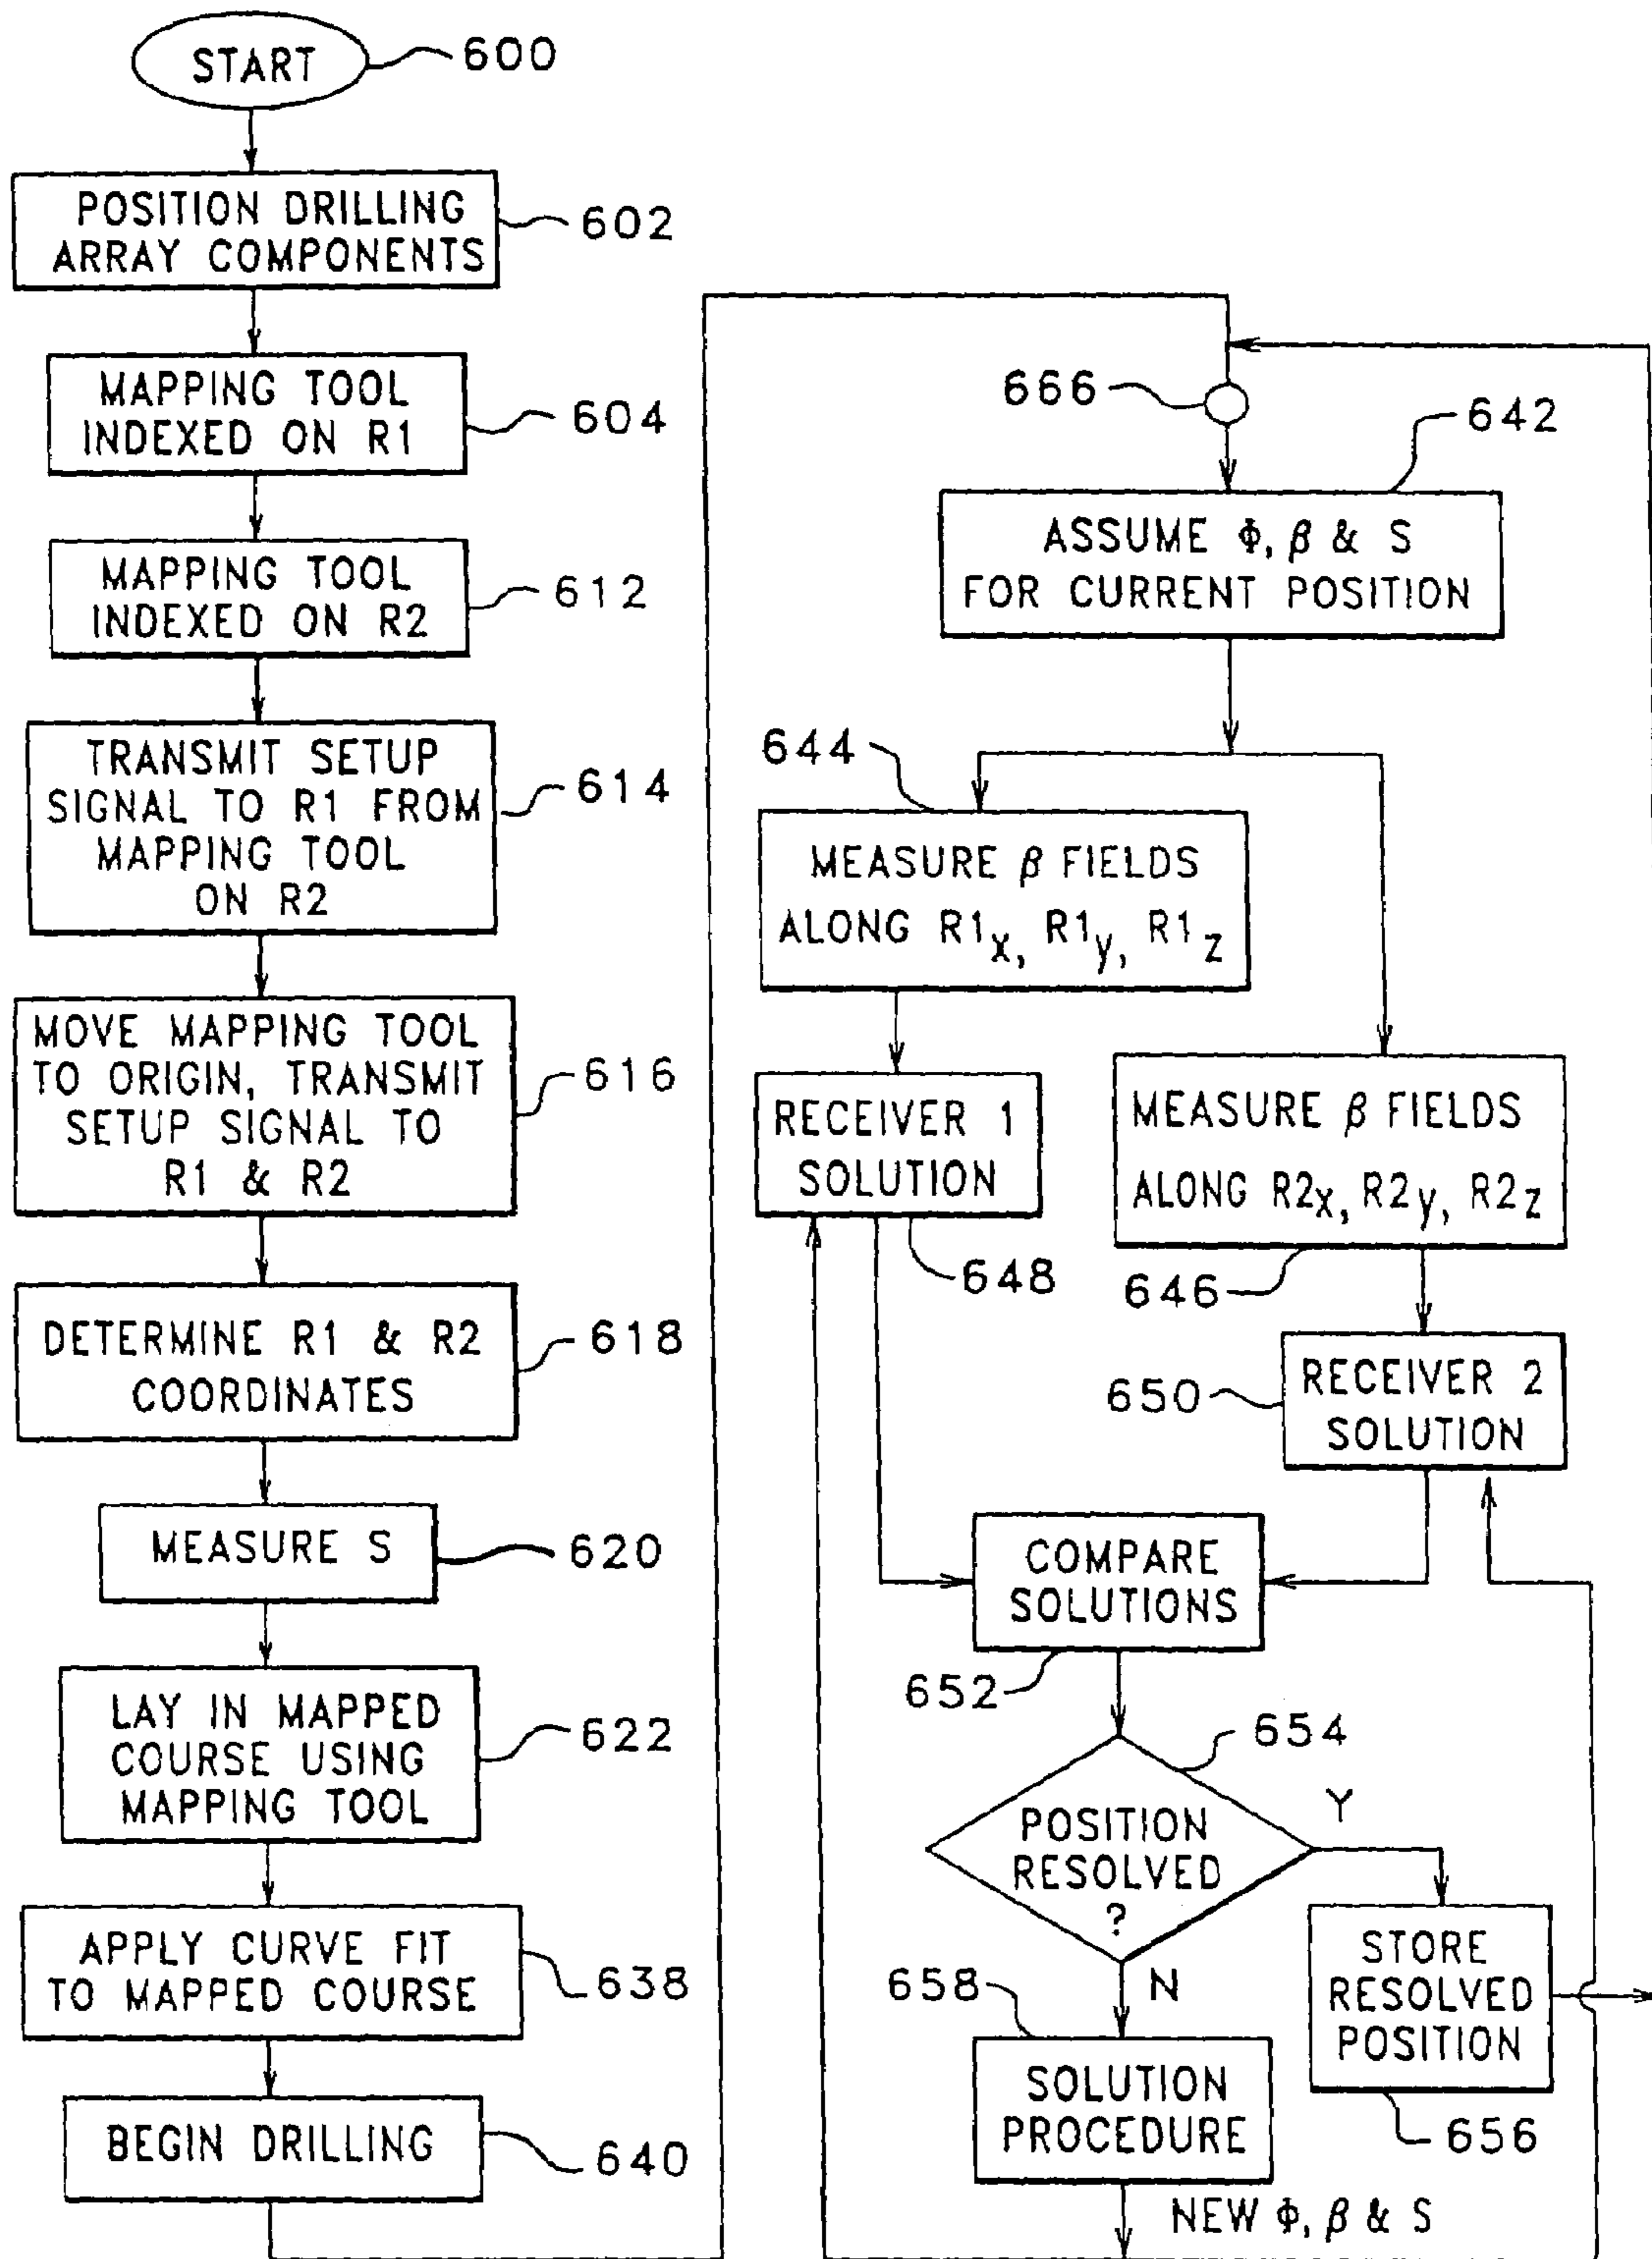 START
600
POSITION DRILLING
ARRAY COMPONENTS
602
MAPPING TOOL
INDEXED ON R1
604
MAPPING TOOL
INDEXED ON R2
612
TRANSMIT SETUP
SIGNAL TO R1 FROM
MAPPING TOOL
ON R2
614
MOVE MAPPING TOOL
TO ORIGIN, TRANSMIT
SETUP SIGNAL TO
R1 & R2
616
DETERMINE R1 & R2
COORDINATES
618
MEASURE S
620
LAY IN MAPPED
COURSE USING
MAPPING TOOL
622
APPLY CURVE FIT
TO MAPPED COURSE
638
BEGIN DRILLING
640
666
642
ASSUME Φ, β & S
FOR CURRENT POSITION
644
MEASURE β FIELDS
ALONG R1x, R1y, R1z
RECEIVER 1
SOLUTION
648
MEASURE β FIELDS
ALONG R2x, R2y, R2z
646
650
RECEIVER 2
SOLUTION
COMPARE
SOLUTIONS
652
654
POSITION
RESOLVED
?
Y
N
STORE
RESOLVED
POSITION
656
658
SOLUTION
PROCEDURE
NEW Φ, β & S